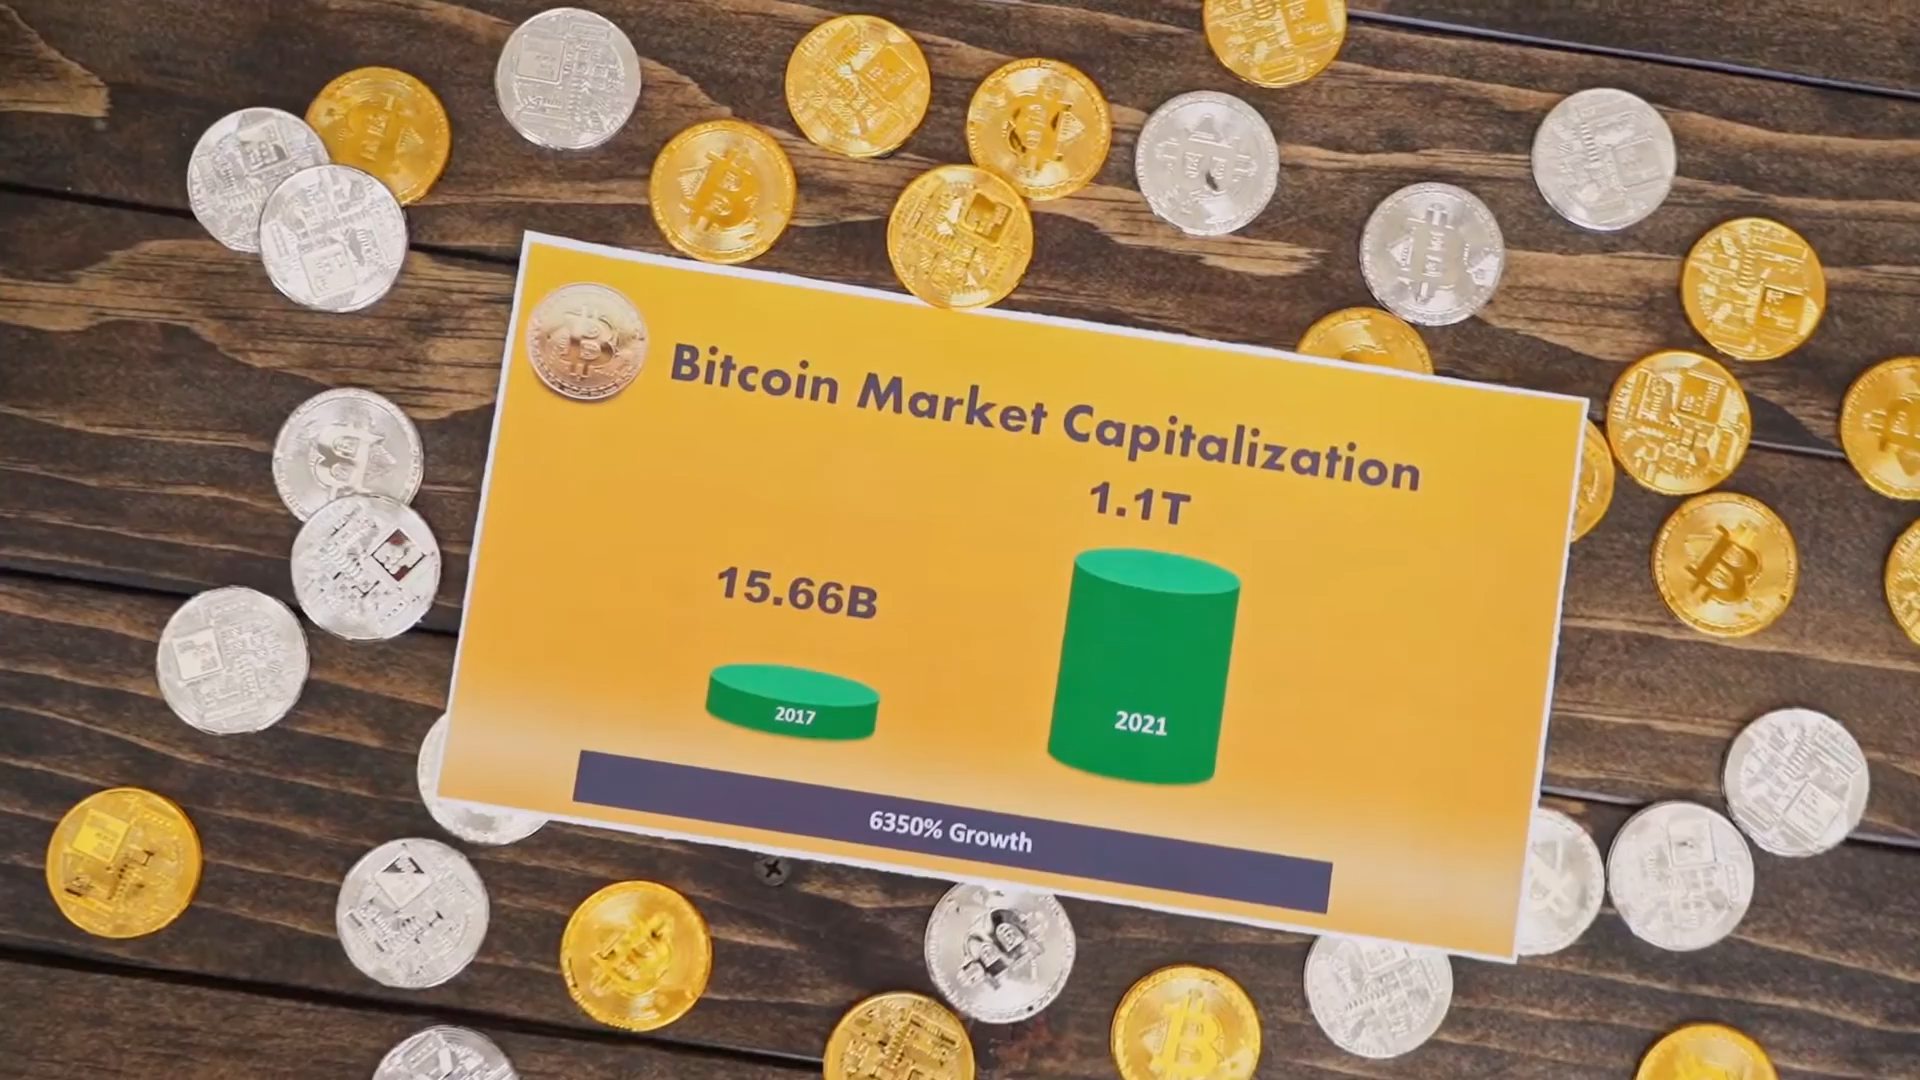 Bitcoin Market Capitalization
1.1T
15.66B
2017
2021
6350% Growth